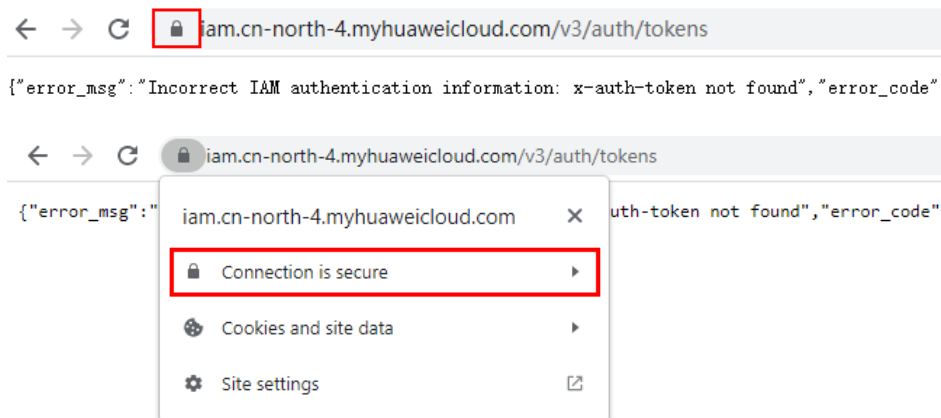 iam.cn-north-4.myhuaweicloud.com/v3/auth/tokens
{"error_msg":"Incorrect IAM authentication information: x-auth-token not found","error_code"
iam.cn-north-4.myhuaweicloud.com/v3/auth/tokens
{"error_msg":" uth-token not found","error_code"
iam.cn-north-4.myhuaweicloud.com
Connection is secure
Cookies and site data
Site settings